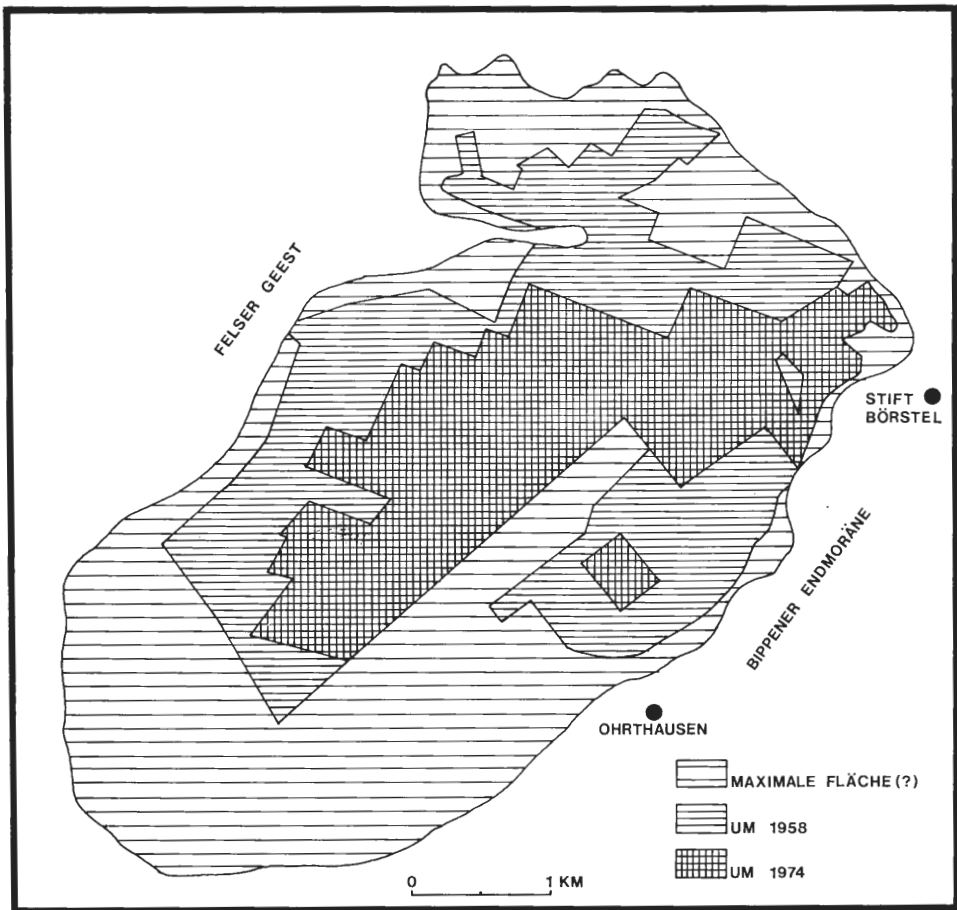 FELSER GEEST
STIFT
BÖRSTEL
BIPPENER ENDMORÄNE
OHRTHAUSEN
MAXIMALE FLÄCHE (?)
UM 1958
UM 1974
0 1 KM